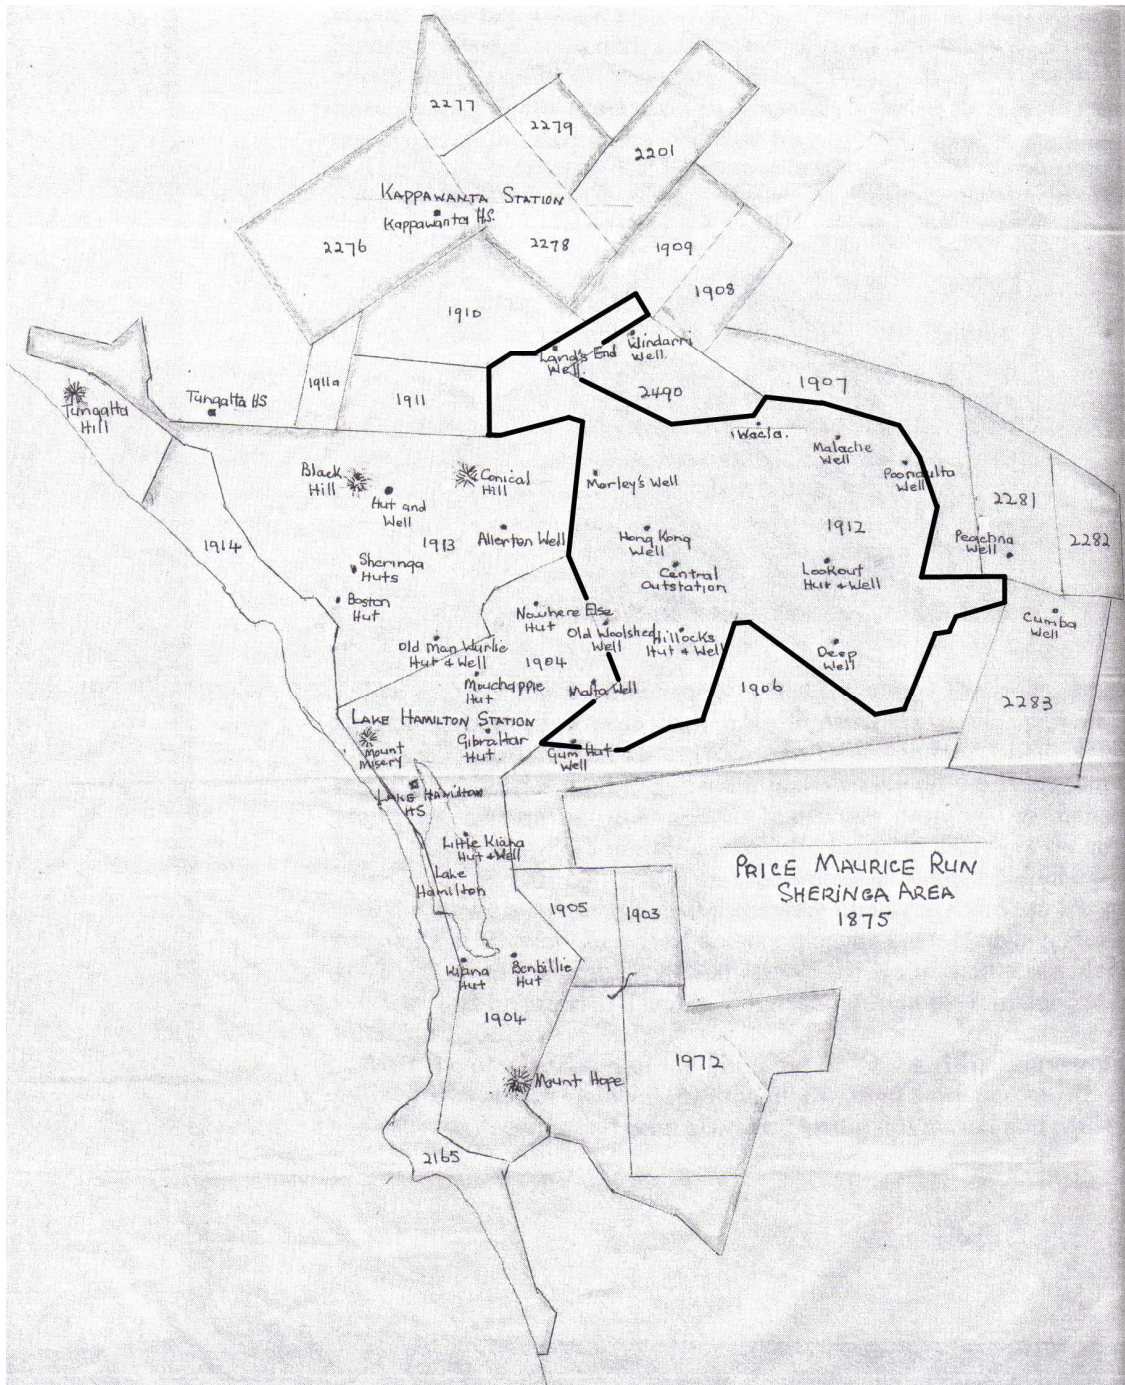 2277
2279
2201
KAPPAWANTA STATION
Kappawanta H.S.
2276
2278
1909
1908
1910
Windarri
Well.
Lang's End
Well.
1911a
1911
2490
1907
Tungatta
Hill
Tungatta HS
Wacla.
Malache
Well
Poondulta
Well
Black
Hill
Conical
Hill
Morley's Well
Hut and
Well
2281
1914
1913
Allerton Well
Hong Kong
Well
1912
Peachna
Well
2282
Sheringa
Huts
Central
Outstation
Lookout
Hut & Well
Boston
Hut
Nowhere Else
Hut
Cumba
Well
Old Man Wurlie
Hut & Well
Old Woolshed
Well
Hillocks
Hut & Well
1904
Deep
Well
Mouchappie
Hut
Malta Well
1906
2283
LAKE HAMILTON STATION
Mount
Misery
Gibraltar
Hut.
Gum Hut
Well
LAKE HAMILTON
HS
Little Kiana
Hut & Well
Lake
Hamilton
PRICE MAURICE RUN
SHERINGA AREA
1875
1905
1903
Kiana
Hut
Benbillie
Hut
1904
1972
Mount Hope
2165